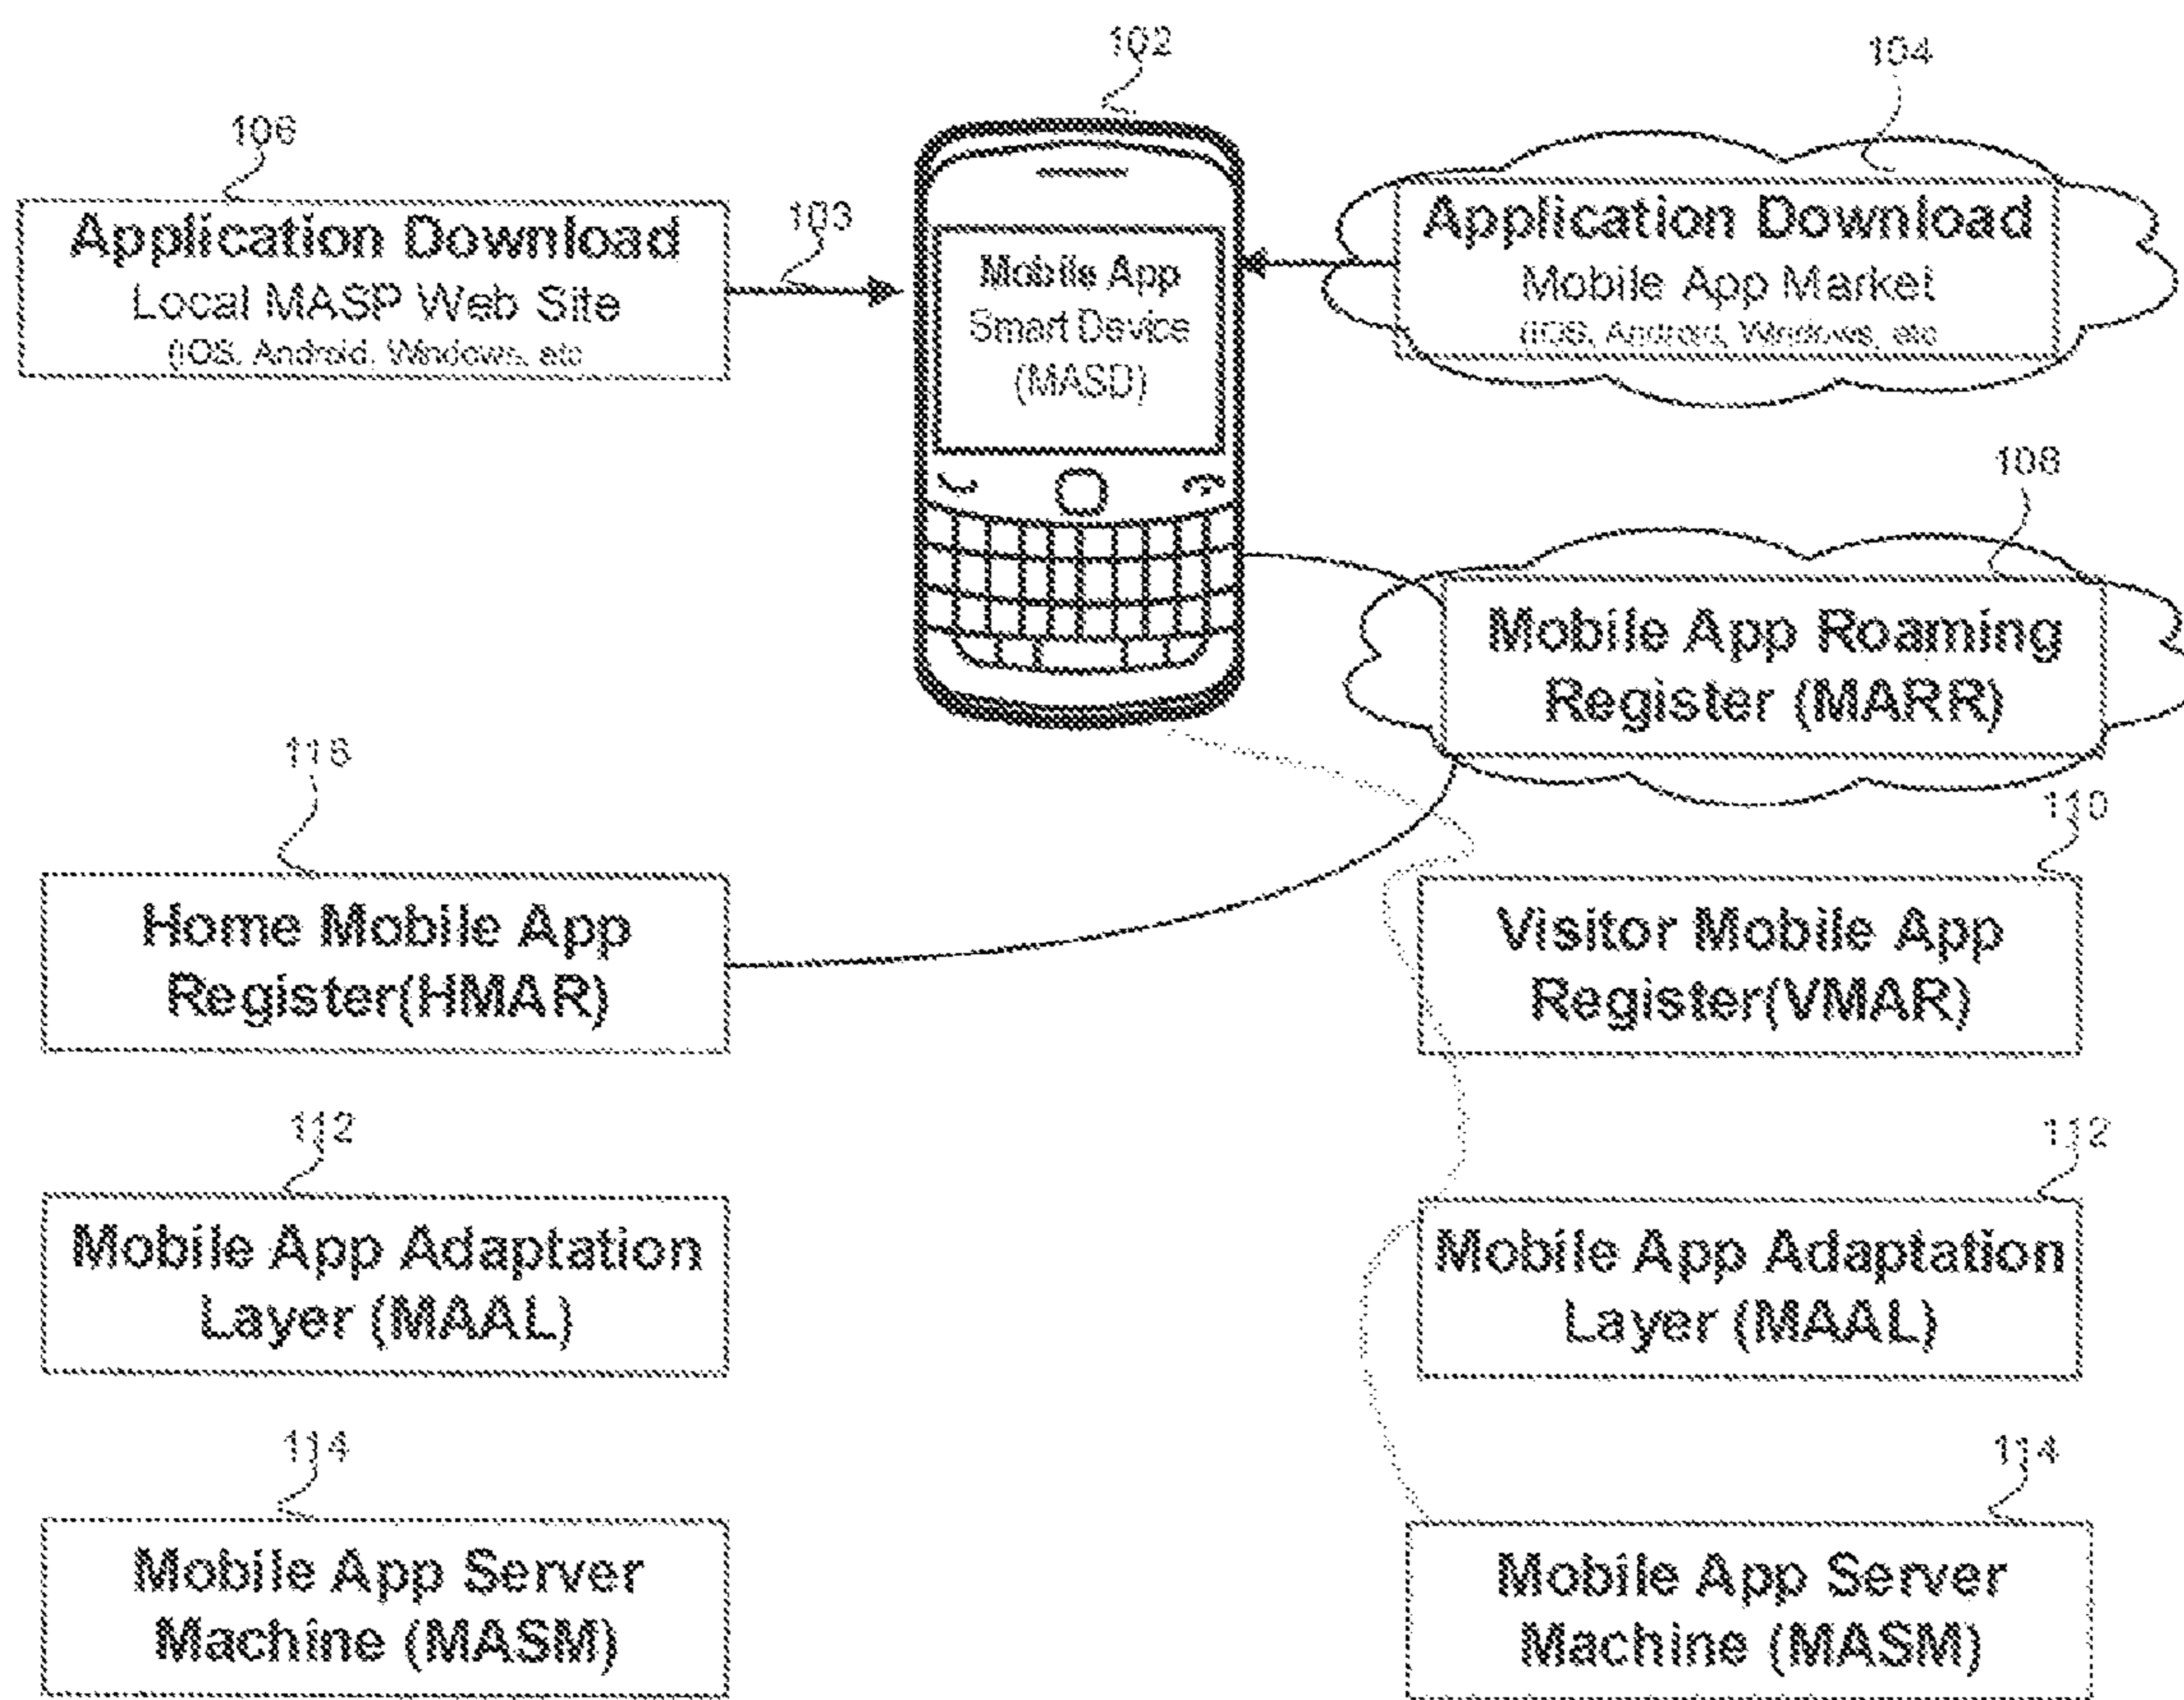 102
104
106
Application Download
Local MASP Web Site
(iOS, Android, Windows, etc
103
Mobile App
Smart Device
(MASD)
Application Download
Mobile App Market
(iOS, Android, Windows, etc
108
Mobile App Roaming
Register (MARR)
116
Home Mobile App
Register(HMAR)
110
Visitor Mobile App
Register(VMAR)
112
Mobile App Adaptation
Layer (MAAL)
112
Mobile App Adaptation
Layer (MAAL)
114
Mobile App Server
Machine (MASM)
114
Mobile App Server
Machine (MASM)